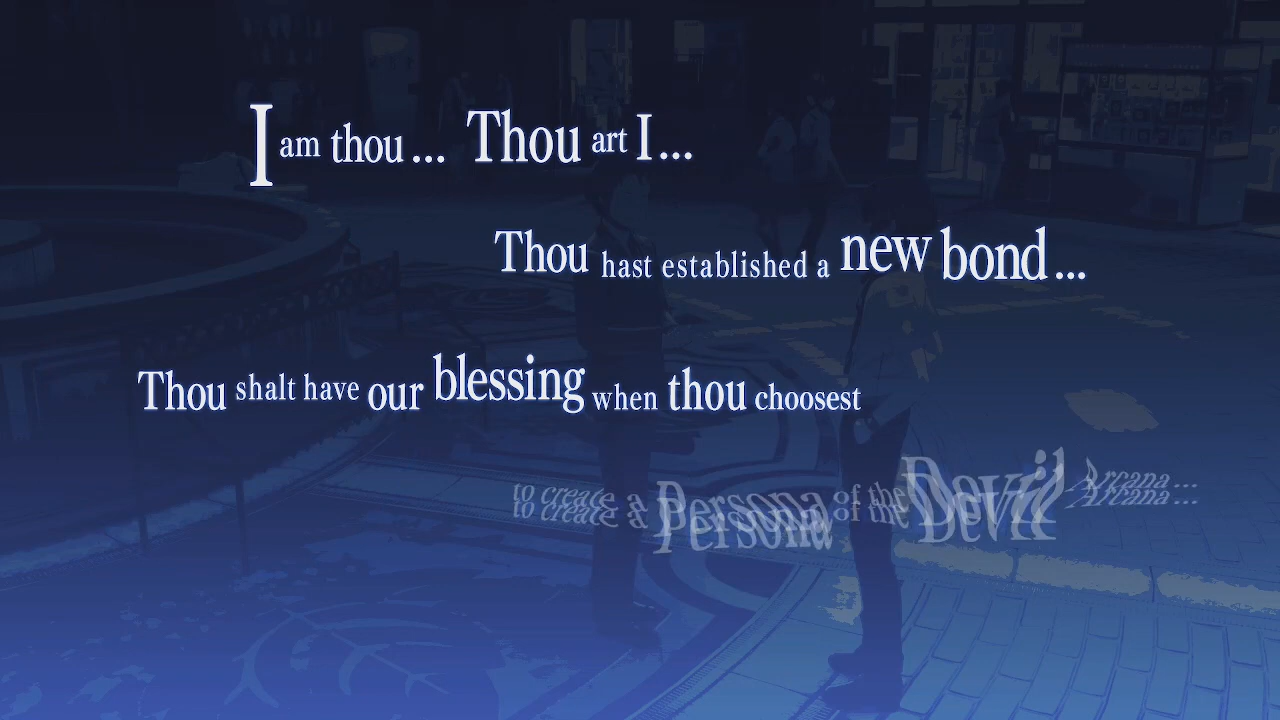 I am thou... Thou art I...
Thou hast established a new bond...
Thou shalt have our blessing when thou choosest
to create a Persona of the Devil Arcana...